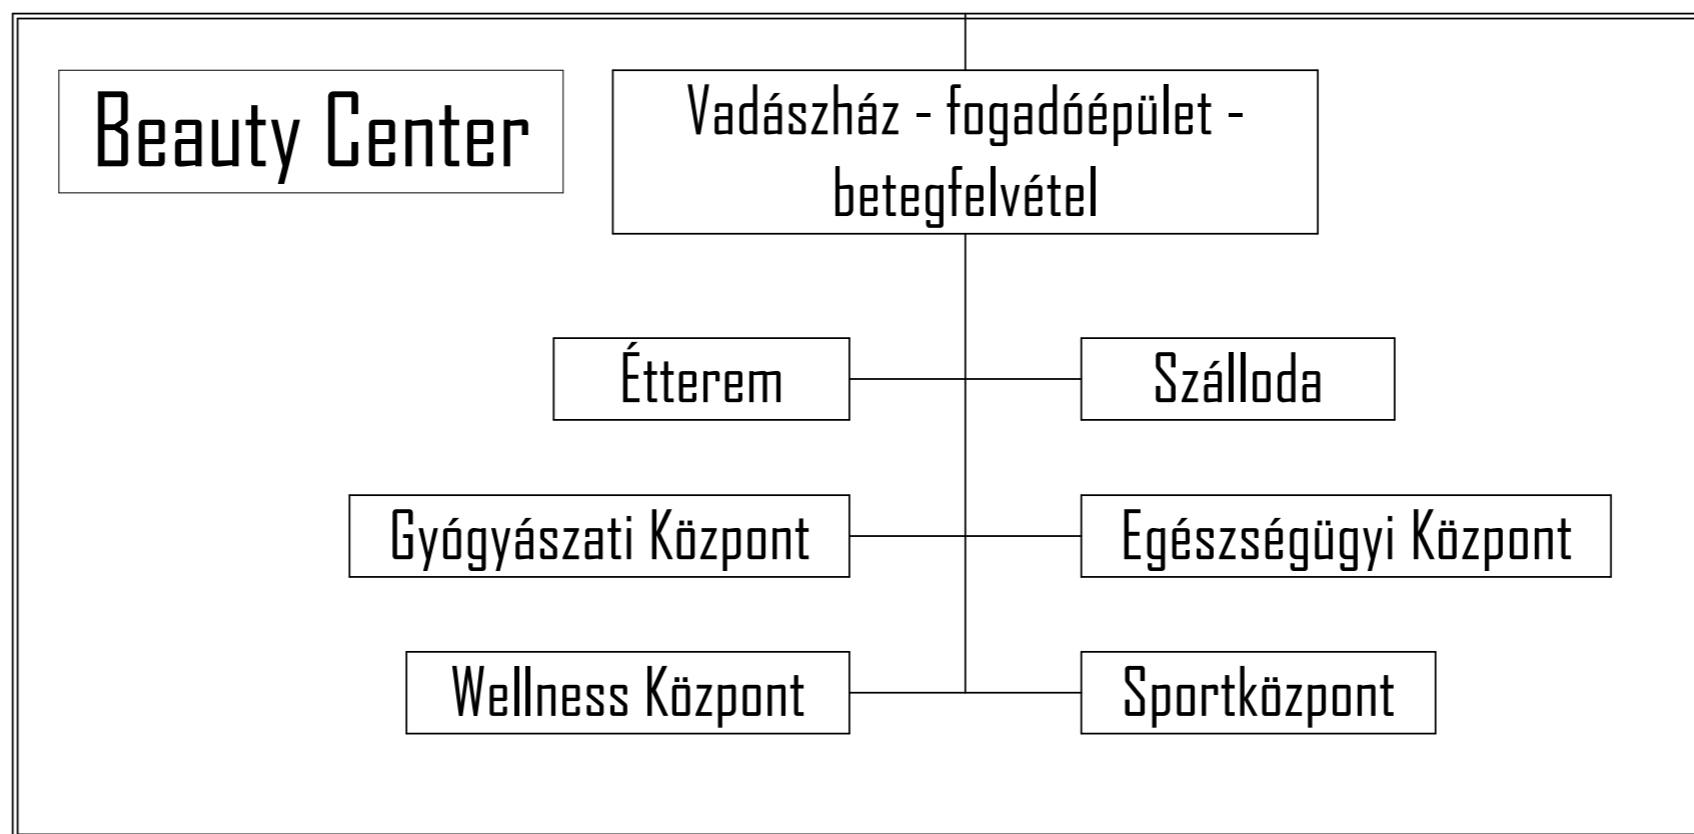 Beauty Center
Vadászház - fogadóépület -
betegfelvétel
Étterem
Szálloda
Gyógyászati Központ
Egészségügyi Központ
Wellness Központ
Sportközpont